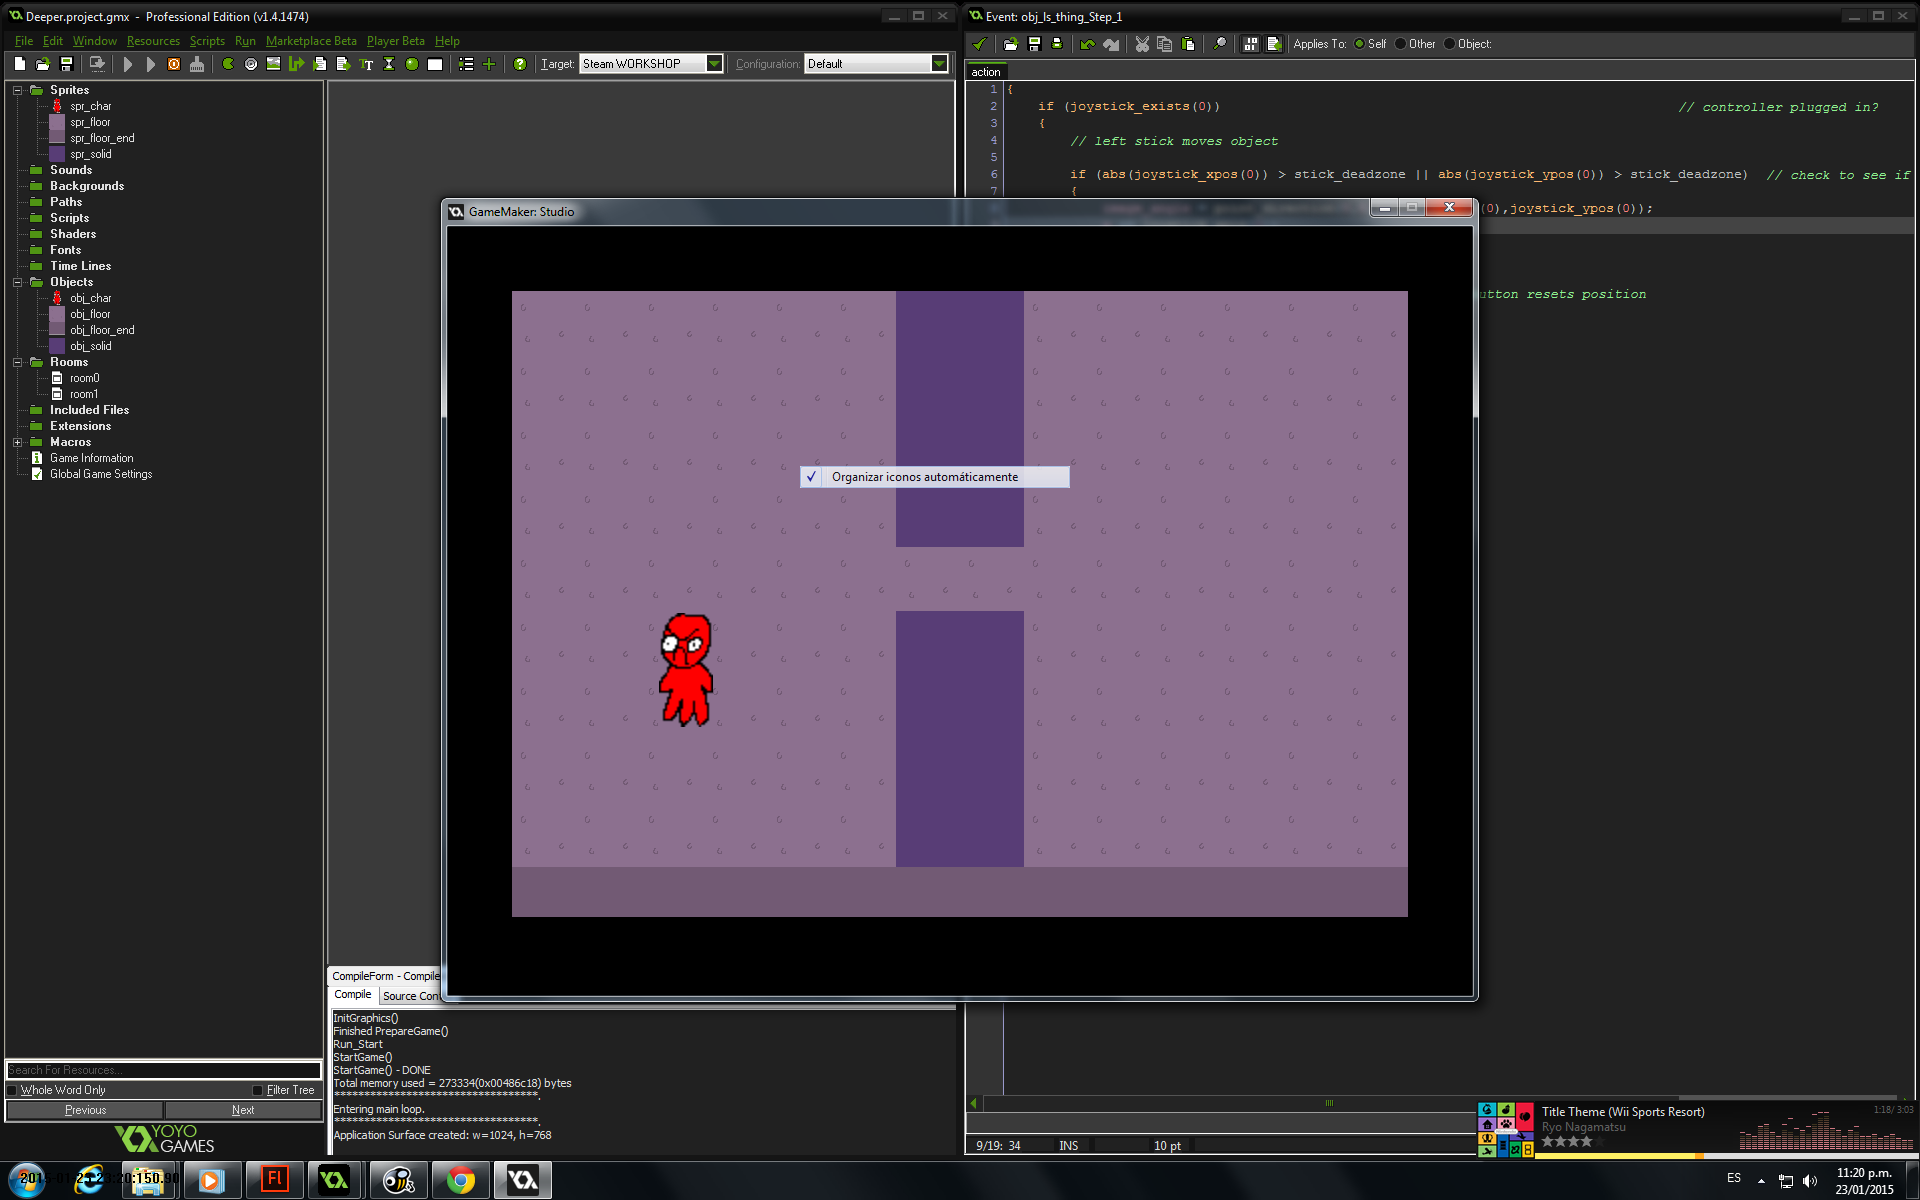 Deeper.project.gmx - Professional Edition (v1.4.1474)
File Edit Window Resources Scripts Run Marketplace Beta Player Beta Help
Target: Steam WORKSHOP Configuration: Default
Sprites
spr_char
spr_floor
spr_floor_end
spr_solid
Sounds
Backgrounds
Paths
Scripts
Shaders
Fonts
Time Lines
Objects
obj_char
obj_floor
obj_floor_end
obj_solid
Rooms
room0
room1
Included Files
Extensions
Macros
Game Information
Global Game Settings
Search For Resources...
Whole Word Only Filter Tree
Previous Next
YOYO
GAMES
Event: obj_ls_thing_Step_1
Applies To: Self Other Object:
action
1 {
2 if (joystick_exists(0)) // controller plugged in?
3 {
4 // left stick moves object
5
6 if (abs(joystick_xpos(0)) > stick_deadzone || abs(joystick_ypos(0)) > stick_deadzone) // check to see if
7 {
(0),joystick_ypos(0));
utton resets position
GameMaker: Studio
✓ Organizar iconos automáticamente
CompileForm - Compile
Compile Source Con
InitGraphics()
Finished PrepareGame()
Run_Start
StartGame()
StartGame() - DONE
Total memory used = 273334(0x00486c18) bytes
***********************************.
Entering main loop.
***********************************.
Application Surface created: w=1024, h=768
9/19: 34 INS 10 pt
Title Theme (Wii Sports Resort) 1:18/ 3:03
Ryo Nagamatsu
Fl
ES
11:20 p.m.
23/01/2015